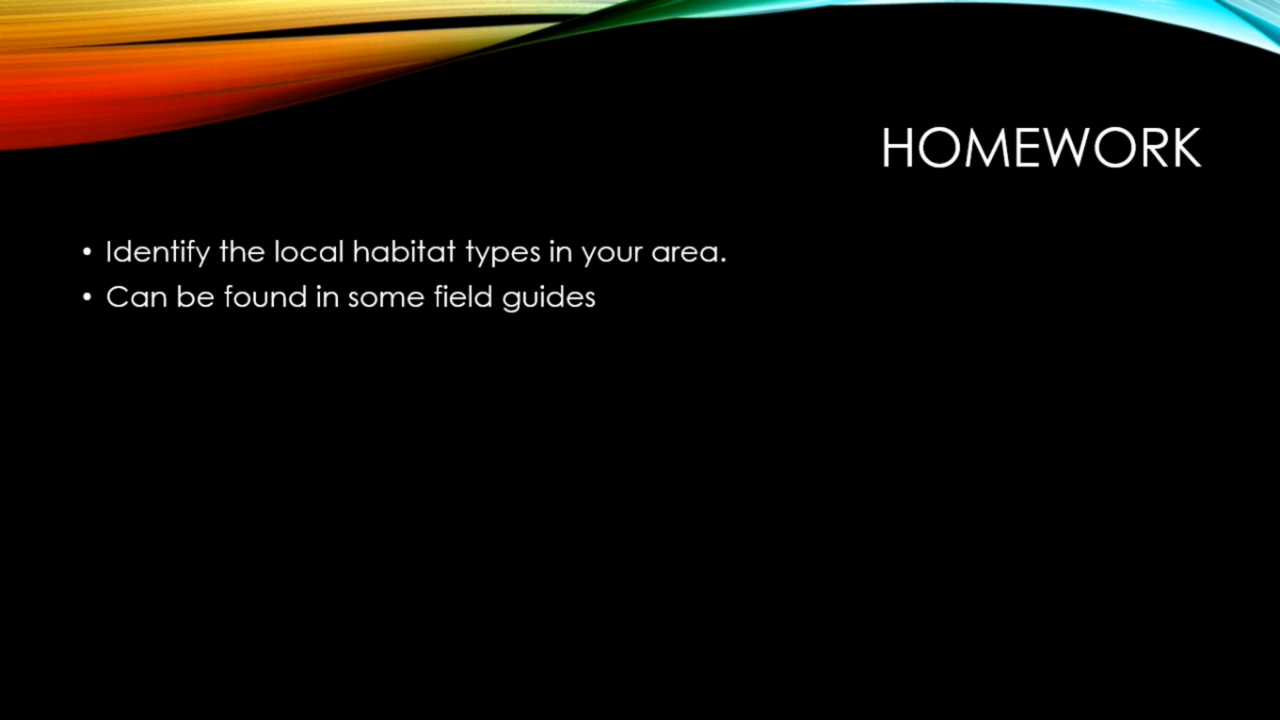 HOMEWORK
• Identify the local habitat types in your area.
• Can be found in some field guides